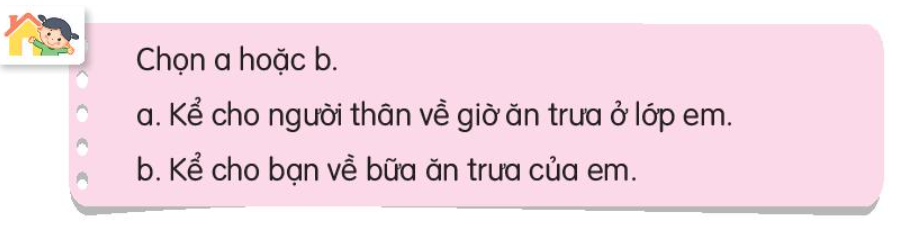 Chọn a hoặc b.
a. Kể cho người thân về giờ ăn trưa ở lớp em.
b. Kể cho bạn về bữa ăn trưa của em.